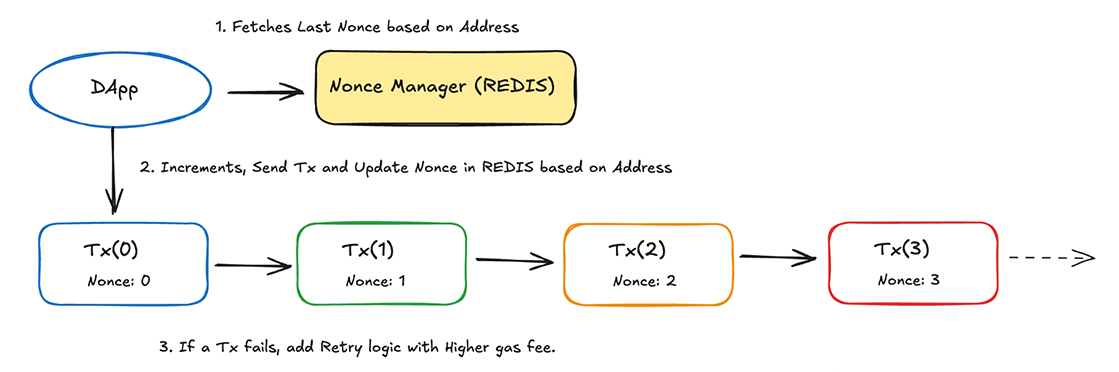 1. Fetches Last Nonce based on Address
DApp
Nonce Manager (REDIS)
2. Increments, Send Tx and Update Nonce in REDIS based on Address
Tx(0)
Nonce: 0
Tx(1)
Nonce: 1
Tx(2)
Nonce: 2
Tx(3)
Nonce: 3
3. If a Tx fails, add Retry logic with Higher gas fee.